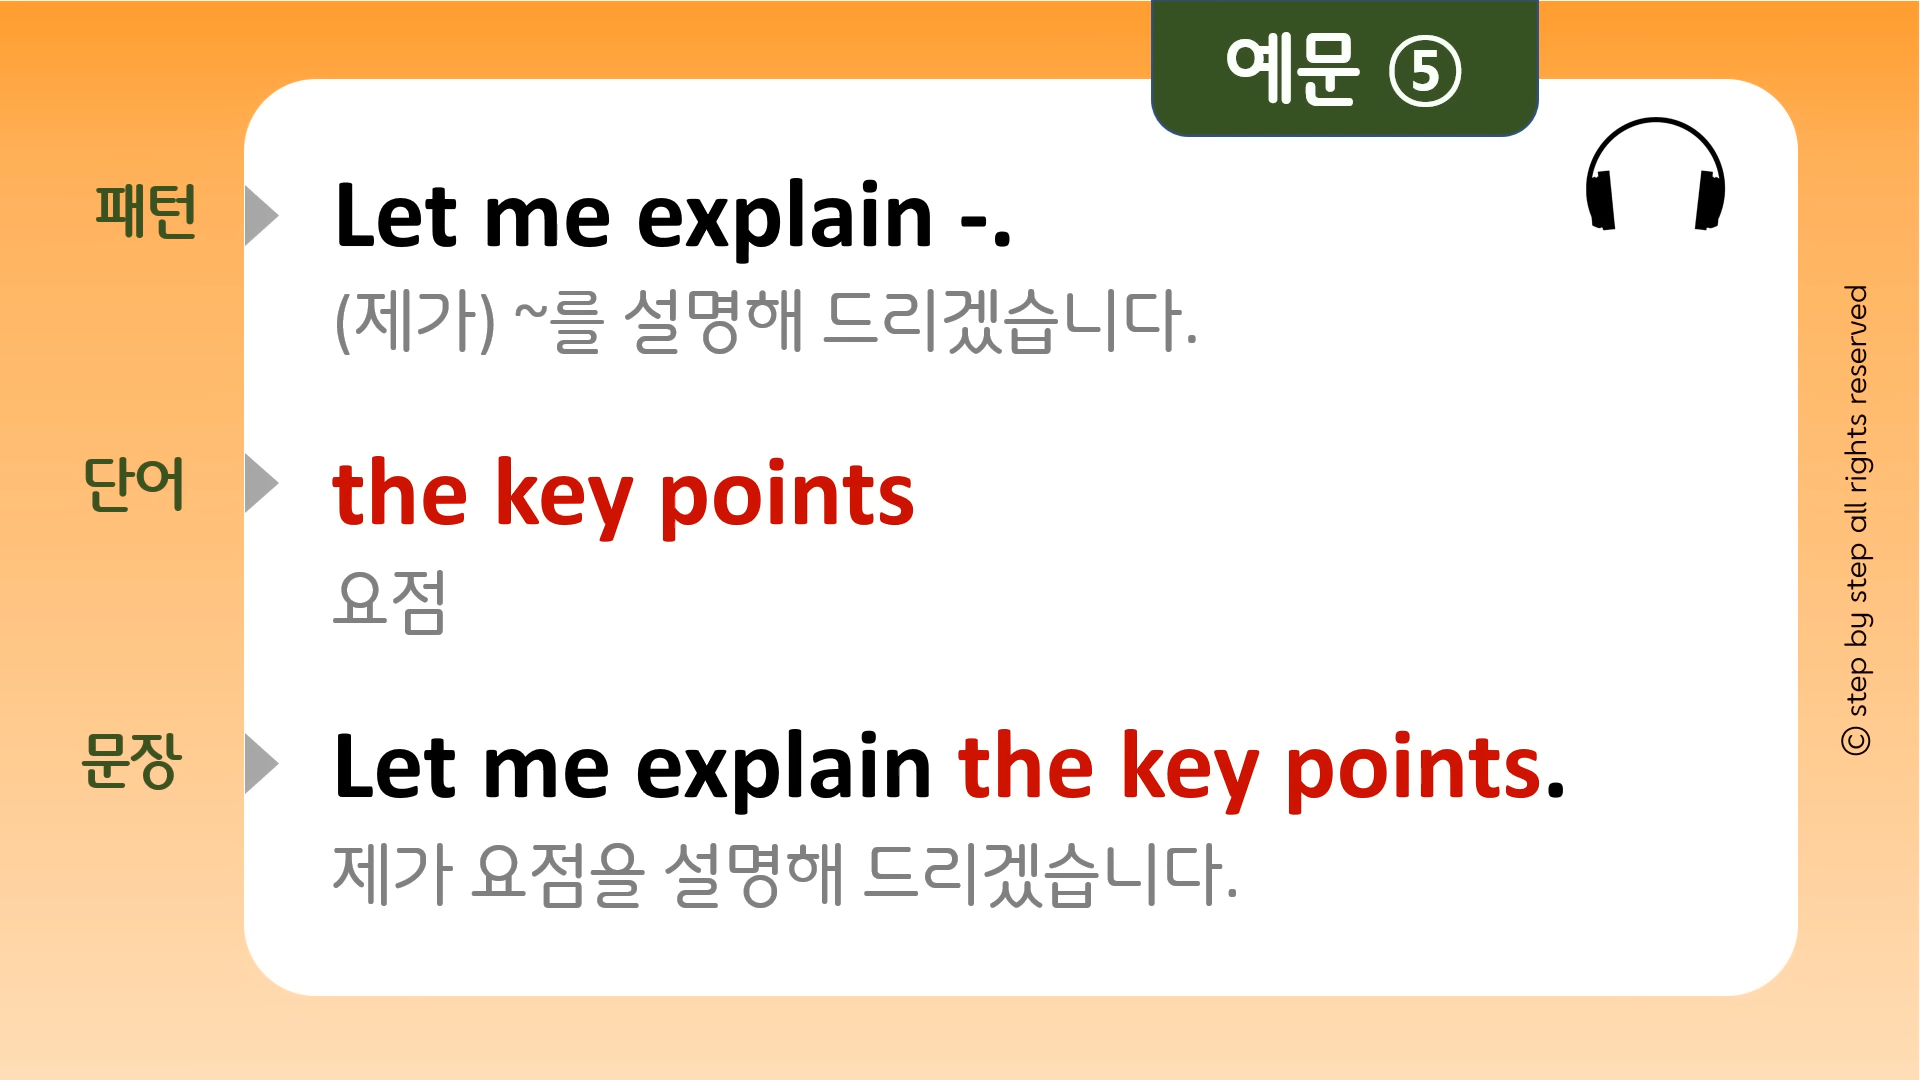 예문 ⑤
패턴
Let me explain -.
(제가) ~를 설명해 드리겠습니다.
단어
the key points
요점
문장
Let me explain the key points.
제가 요점을 설명해 드리겠습니다.
ⓒ step by step all rights reserved